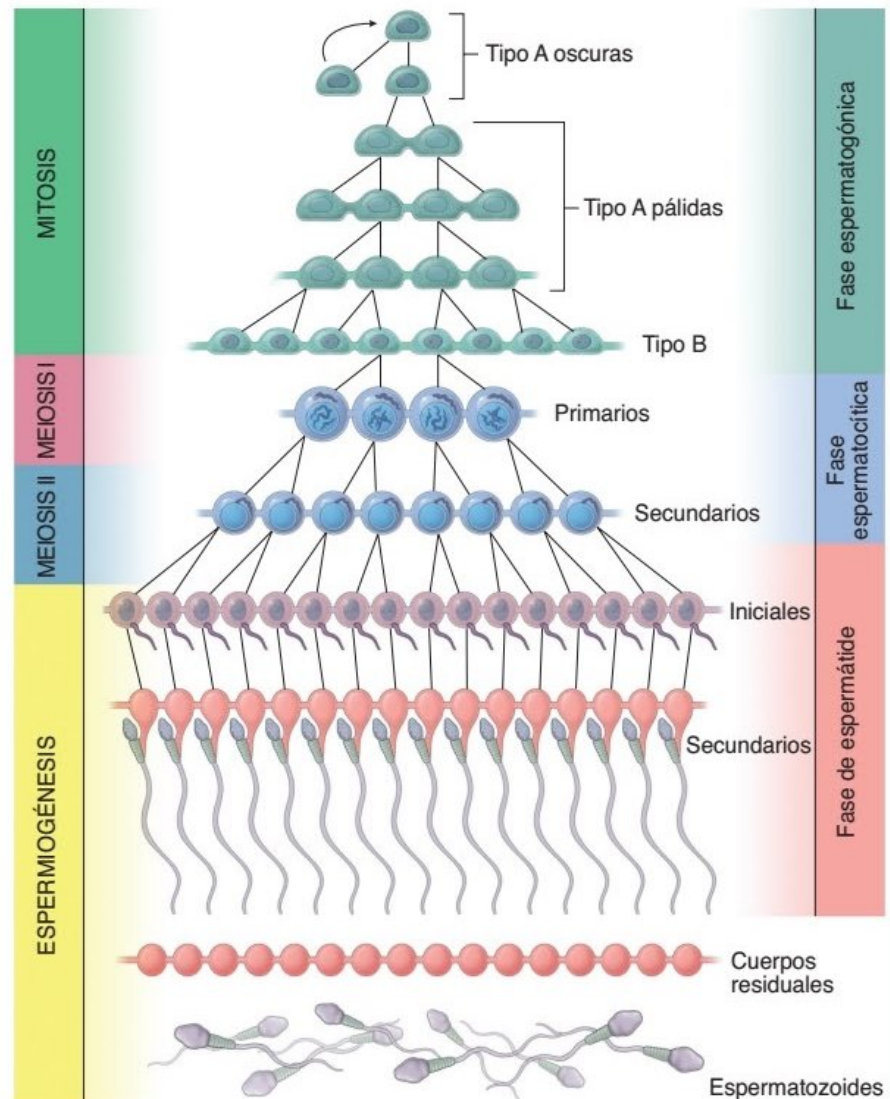 Tipo A oscuras
Tipo A pálidas
Tipo B
Primarios
Secundarios
Iniciales
Secundarios
Cuerpos
residuales
Espermatozoides
MITOSIS
MEIOSIS I
MEIOSIS II
ESPERMIOGÉNESIS
Fase espermatogónica
Fase
espermatocítica
Fase de espermátide